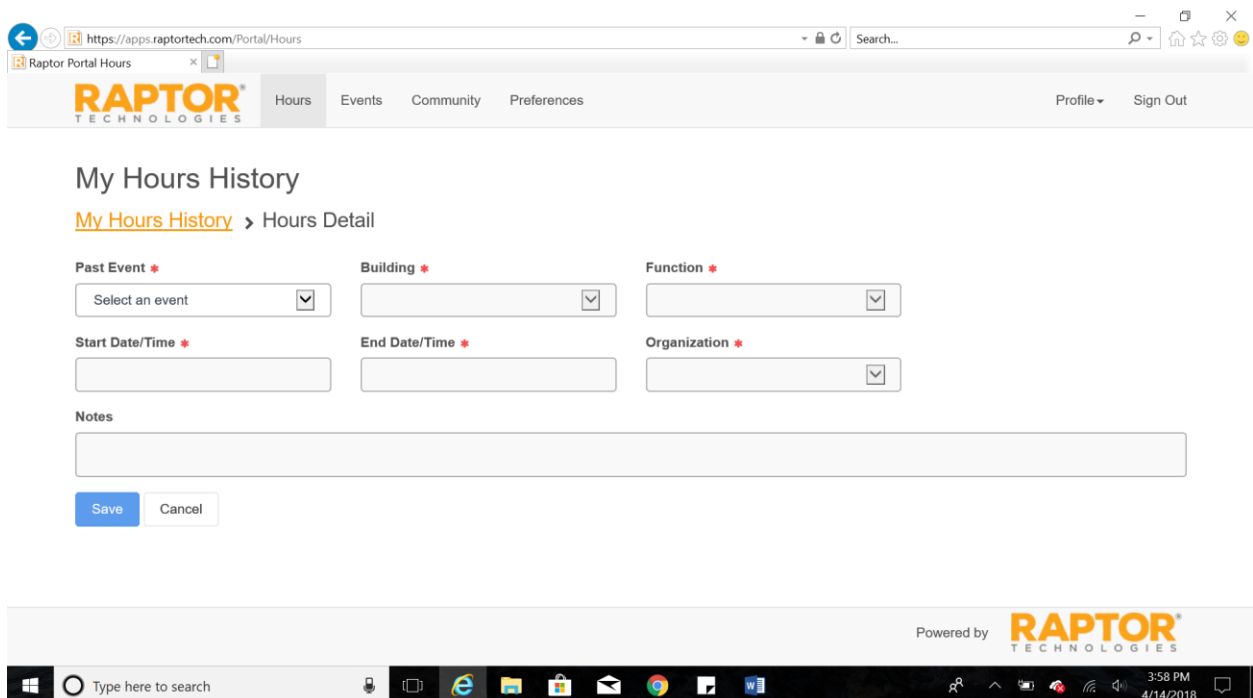 https://apps.raptortech.com/Portal/Hours
Search...
Raptor Portal Hours
RAPTOR®
TECHNOLOGIES
Hours Events Community Preferences Profile Sign Out
My Hours History
My Hours History > Hours Detail
Past Event * Building * Function *
Select an event
Start Date/Time * End Date/Time * Organization *
Notes
Save Cancel
Powered by RAPTOR®
TECHNOLOGIES
Type here to search
3:58 PM
4/14/2018